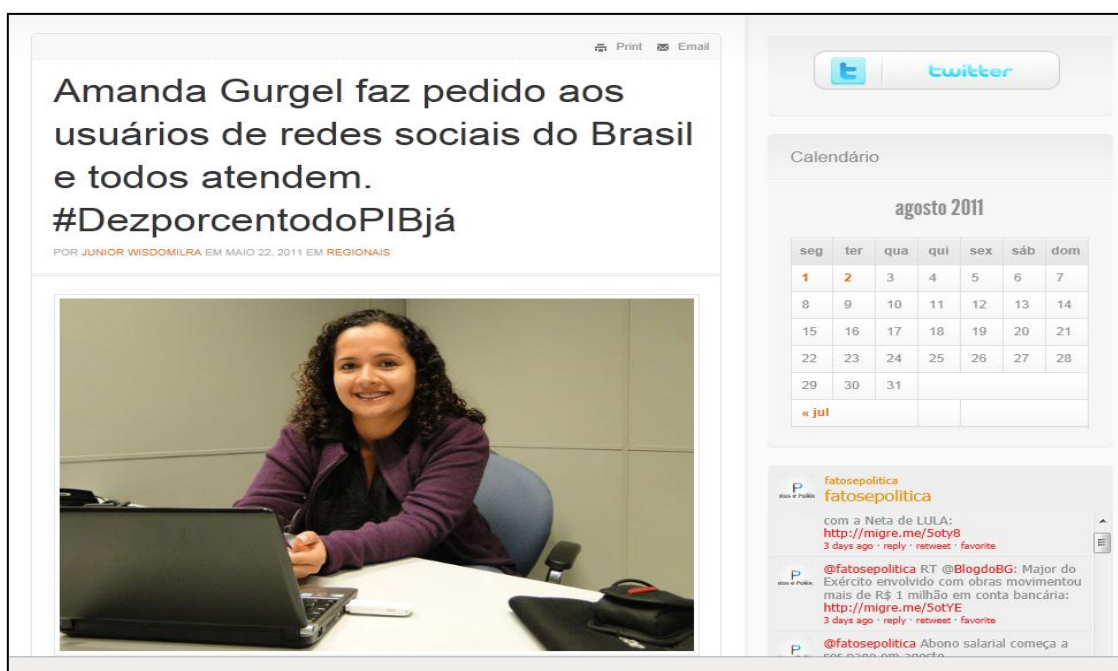 Print Email
Amanda Gurgel faz pedido aos
usuários de redes sociais do Brasil
e todos atendem.
#DezporcentodoPIBjá
POR JUNIOR WISDOMILRA EM MAIO 22, 2011 EM REGIONAIS
t twitter
Calendário
agosto 2011
seg ter qua qui sex sáb dom
1 2 3 4 5 6 7
8 9 10 11 12 13 14
15 16 17 18 19 20 21
22 23 24 25 26 27 28
29 30 31
« jul
fatosepolitica
fatosepolitica
com a Neta de LULA:
http://migre.me/5oty8
3 days ago · reply · retweet · favorite
@fatosepolitica RT @BlogdoBG: Major do
Exército envolvido com obras movimentou
mais de R$ 1 milhão em conta bancária:
http://migre.me/5otYE
3 days ago · reply · retweet · favorite
@fatosepolitica Abono salarial começa a
ser pago em agosto